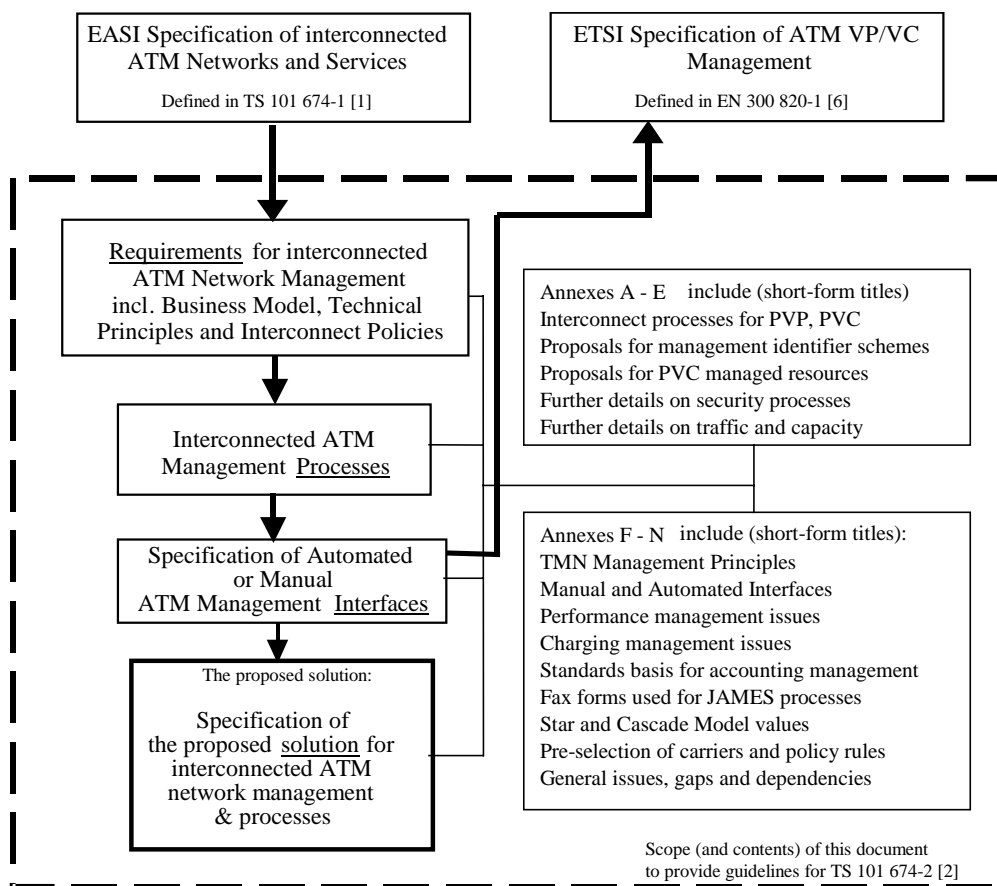 EASI Specification of interconnected
ATM Networks and Services
Defined in TS 101 674-1 [1]
ETSI Specification of ATM VP/VC
Management
Defined in EN 300 820-1 [6]
Requirements for interconnected
ATM Network Management
incl. Business Model, Technical
Principles and Interconnect Policies
Interconnected ATM
Management Processes
Specification of Automated
or Manual
ATM Management Interfaces
The proposed solution:
Specification of
the proposed solution for
interconnected ATM
network management
& processes
Annexes A - E include (short-form titles)
Interconnect processes for PVP, PVC
Proposals for management identifier schemes
Proposals for PVC managed resources
Further details on security processes
Further details on traffic and capacity
Annexes F - N include (short-form titles):
TMN Management Principles
Manual and Automated Interfaces
Performance management issues
Charging management issues
Standards basis for accounting management
Fax forms used for JAMES processes
Star and Cascade Model values
Pre-selection of carriers and policy rules
General issues, gaps and dependencies
Scope (and contents) of this document
to provide guidelines for TS 101 674-2 [2]